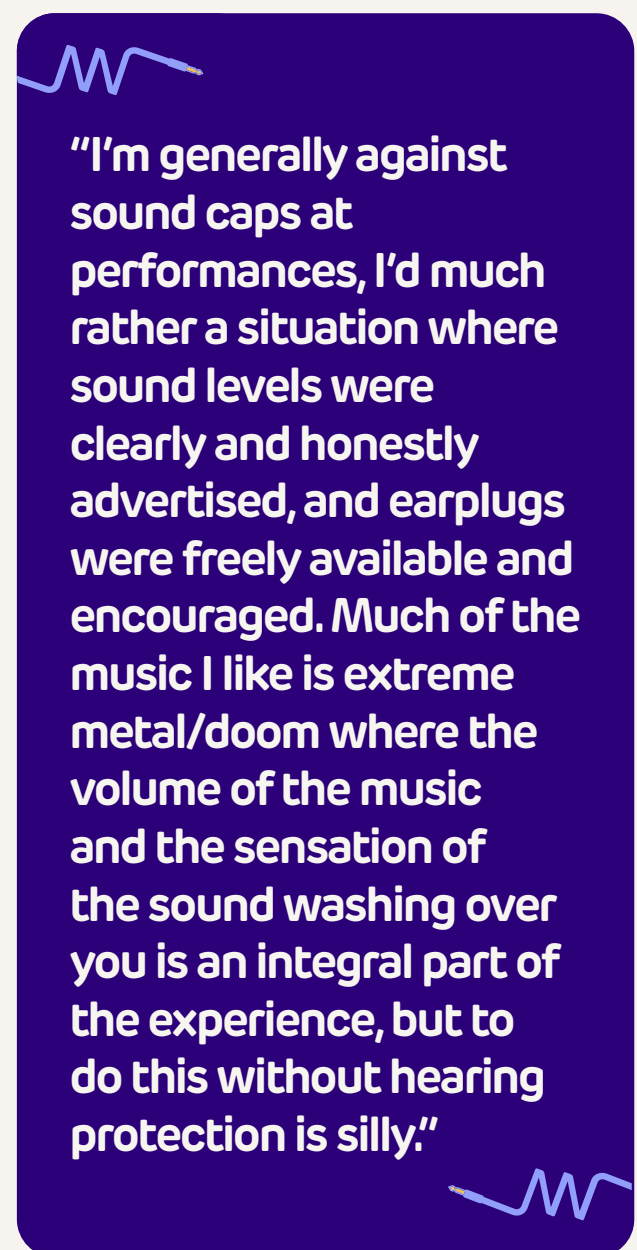 “I’m generally against
sound caps at
performances, I’d much
rather a situation where
sound levels were
clearly and honestly
advertised, and earplugs
were freely available and
encouraged. Much of the
music I like is extreme
metal/doom where the
volume of the music
and the sensation of
the sound washing over
you is an integral part of
the experience, but to
do this without hearing
protection is silly.”